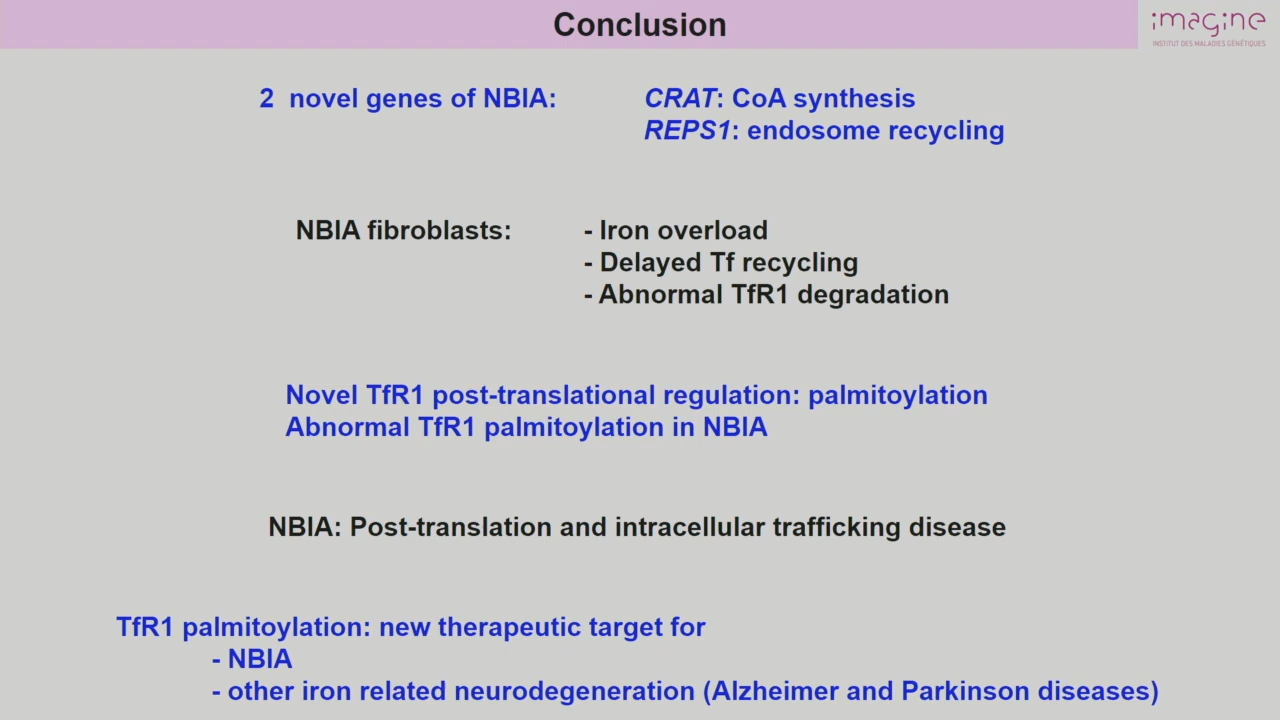 Conclusion
imagine
INSTITUT DES MALADIES GÉNÉTIQUES
2 novel genes of NBIA: CRAT: CoA synthesis
REPS1: endosome recycling
NBIA fibroblasts: - Iron overload
- Delayed Tf recycling
- Abnormal TfR1 degradation
Novel TfR1 post-translational regulation: palmitoylation
Abnormal TfR1 palmitoylation in NBIA
NBIA: Post-translation and intracellular trafficking disease
TfR1 palmitoylation: new therapeutic target for
- NBIA
- other iron related neurodegeneration (Alzheimer and Parkinson diseases)